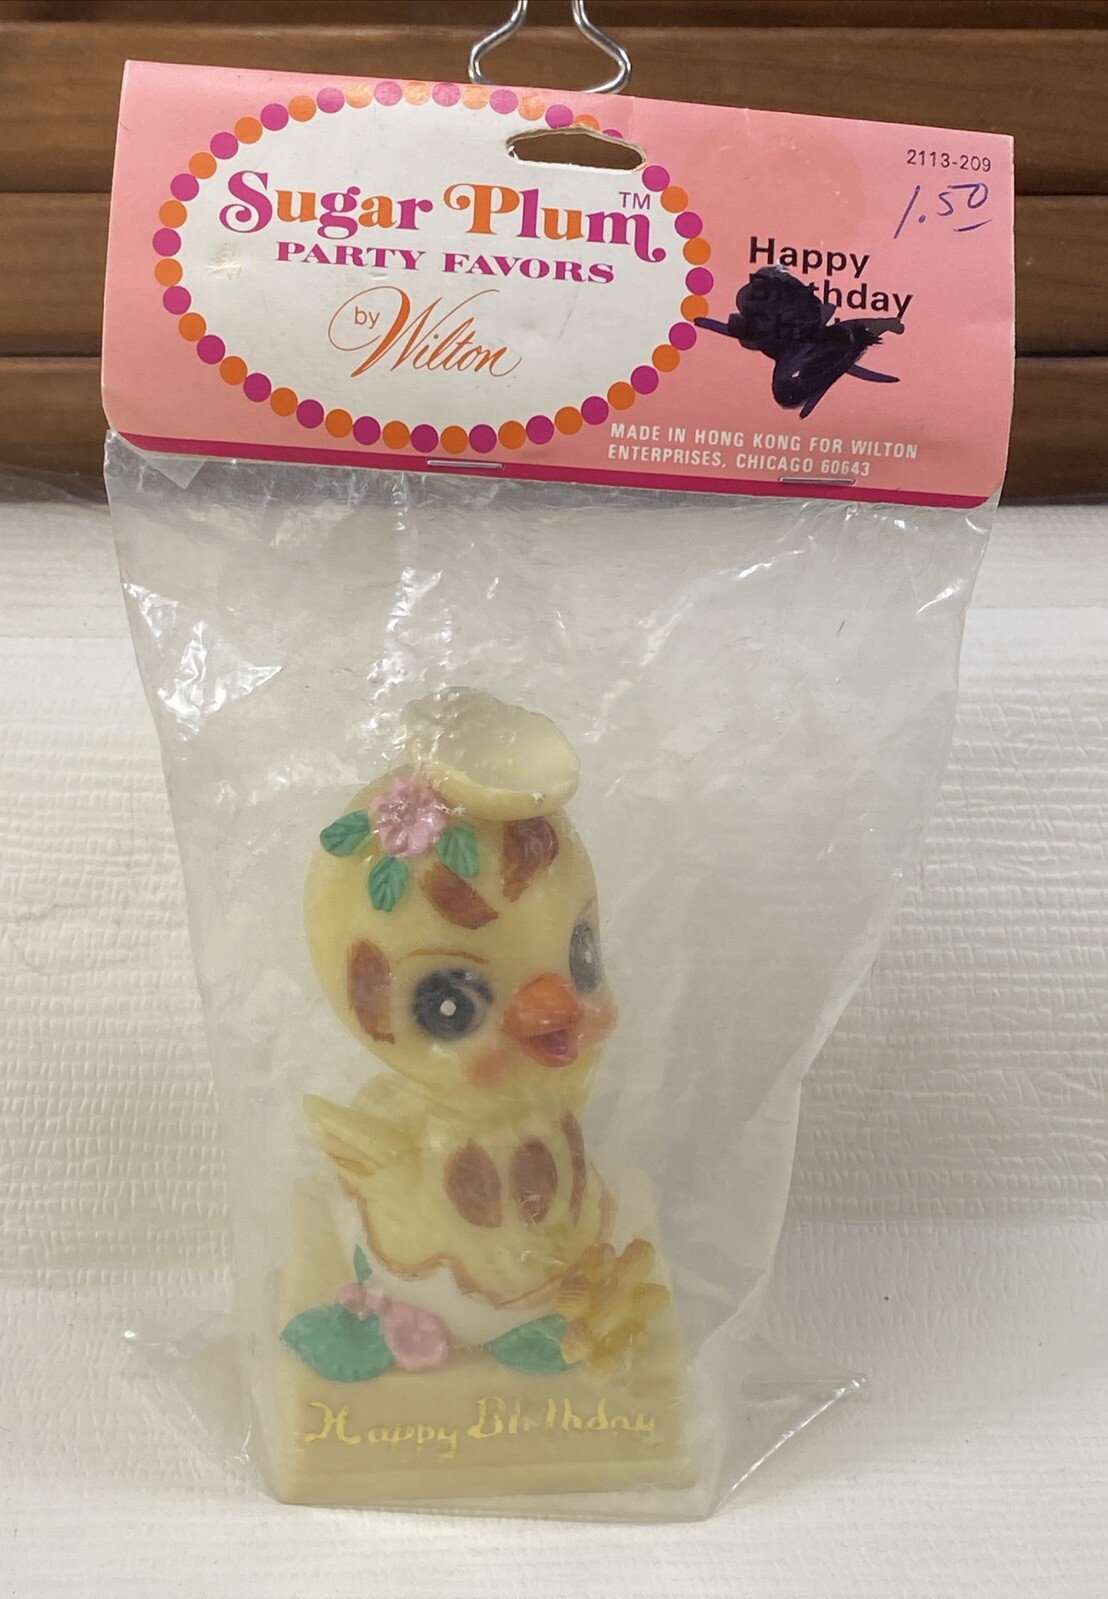 Sugar Plum™
PARTY FAVORS
by Wilton
2113-209
1.50
Happy
Birthday
MADE IN HONG KONG FOR WILTON
ENTERPRISES, CHICAGO 60643
Happy Birthday